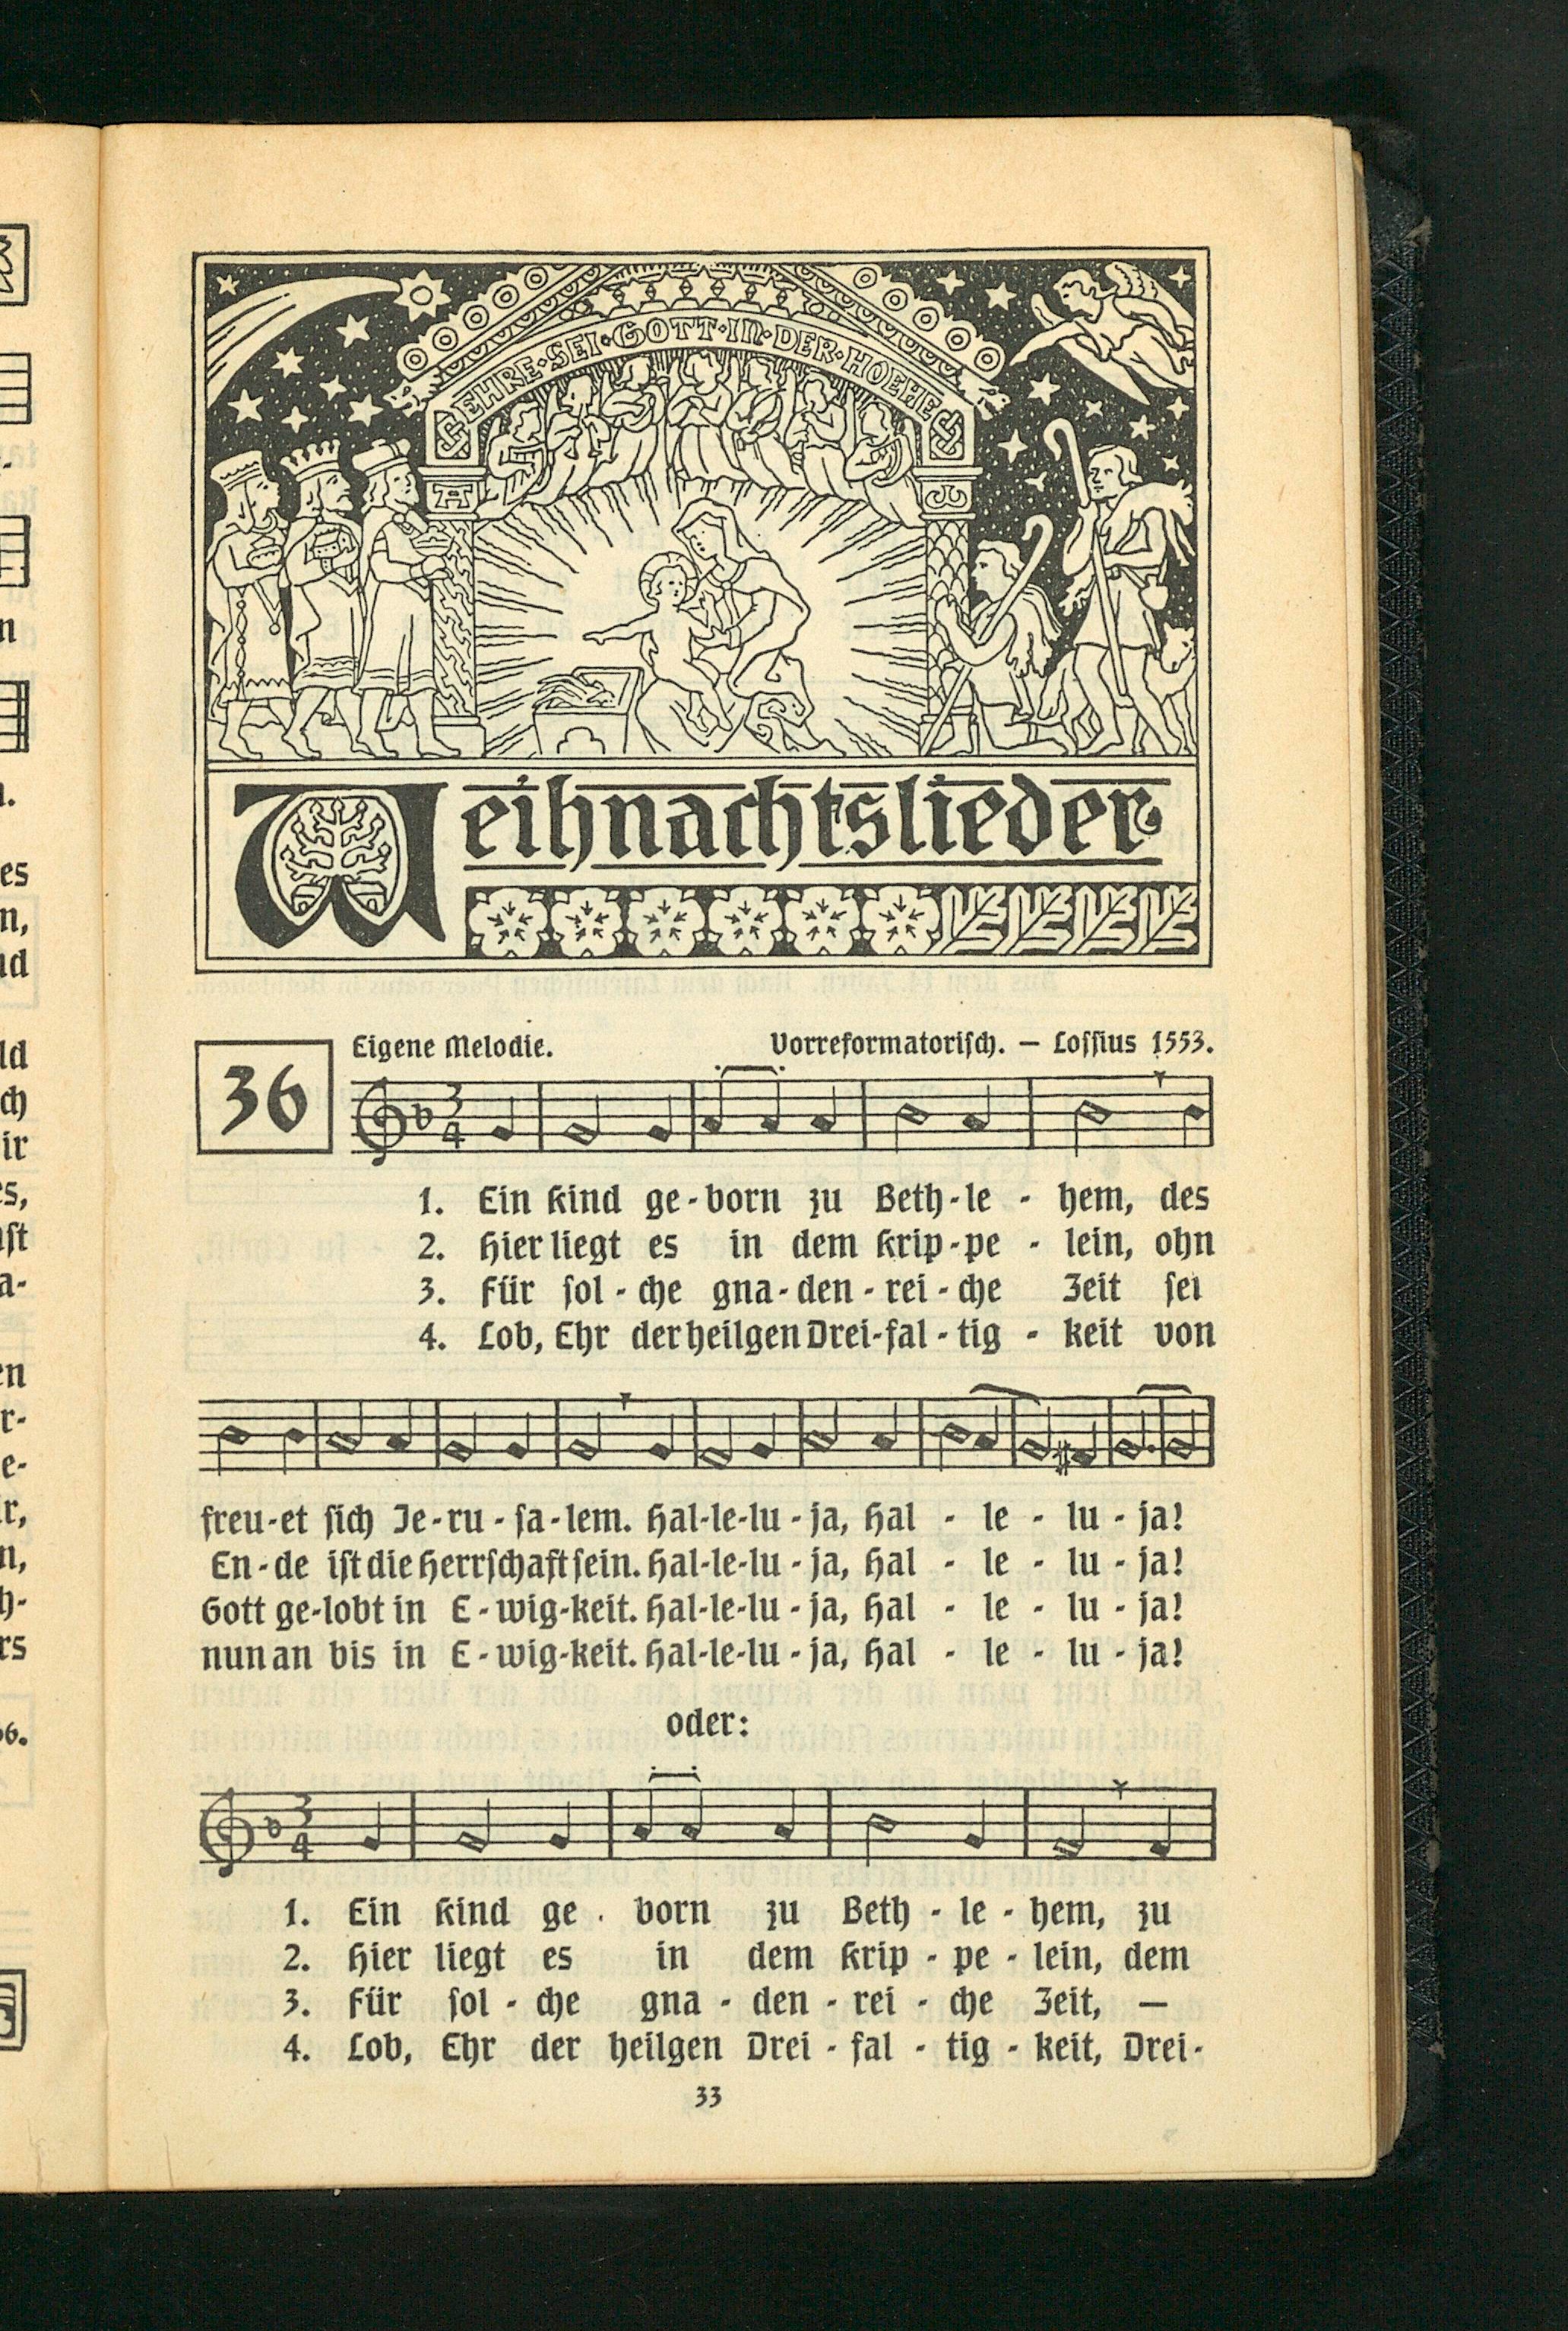 EHRE·SEI·GOTT·IN·DER·HOEHE
A ω
Weihnachtslieder
36
Eigene Melodie. Vorreformatoriſch. — Loſſius 1553.
3
4
1. Ein Kind ge-born zu Beth-le - hem, des
2. Hier liegt es in dem Krip-pe - lein, ohn
3. Für ſol-che gna-den-rei-che Zeit ſei
4. Lob, Ehr der heilgen Drei-fal-tig - keit von
freu-et ſich Je-ru-ſa-lem. Hal-le-lu-ja, Hal - le - lu-ja!
En-de iſt die Herrſchaft ſein. Hal-le-lu-ja, Hal - le - lu-ja!
Gott ge-lobt in E-wig-keit. Hal-le-lu-ja, Hal - le - lu-ja!
nun an bis in E-wig-keit. Hal-le-lu-ja, Hal - le - lu-ja!
oder:
3
4
1. Ein Kind ge - born zu Beth - le - hem, zu
2. Hier liegt es in dem Krip - pe - lein, dem
3. Für ſol - che gna - den - rei - che Zeit, —
4. Lob, Ehr der heilgen Drei - fal - tig - keit, Drei-
33